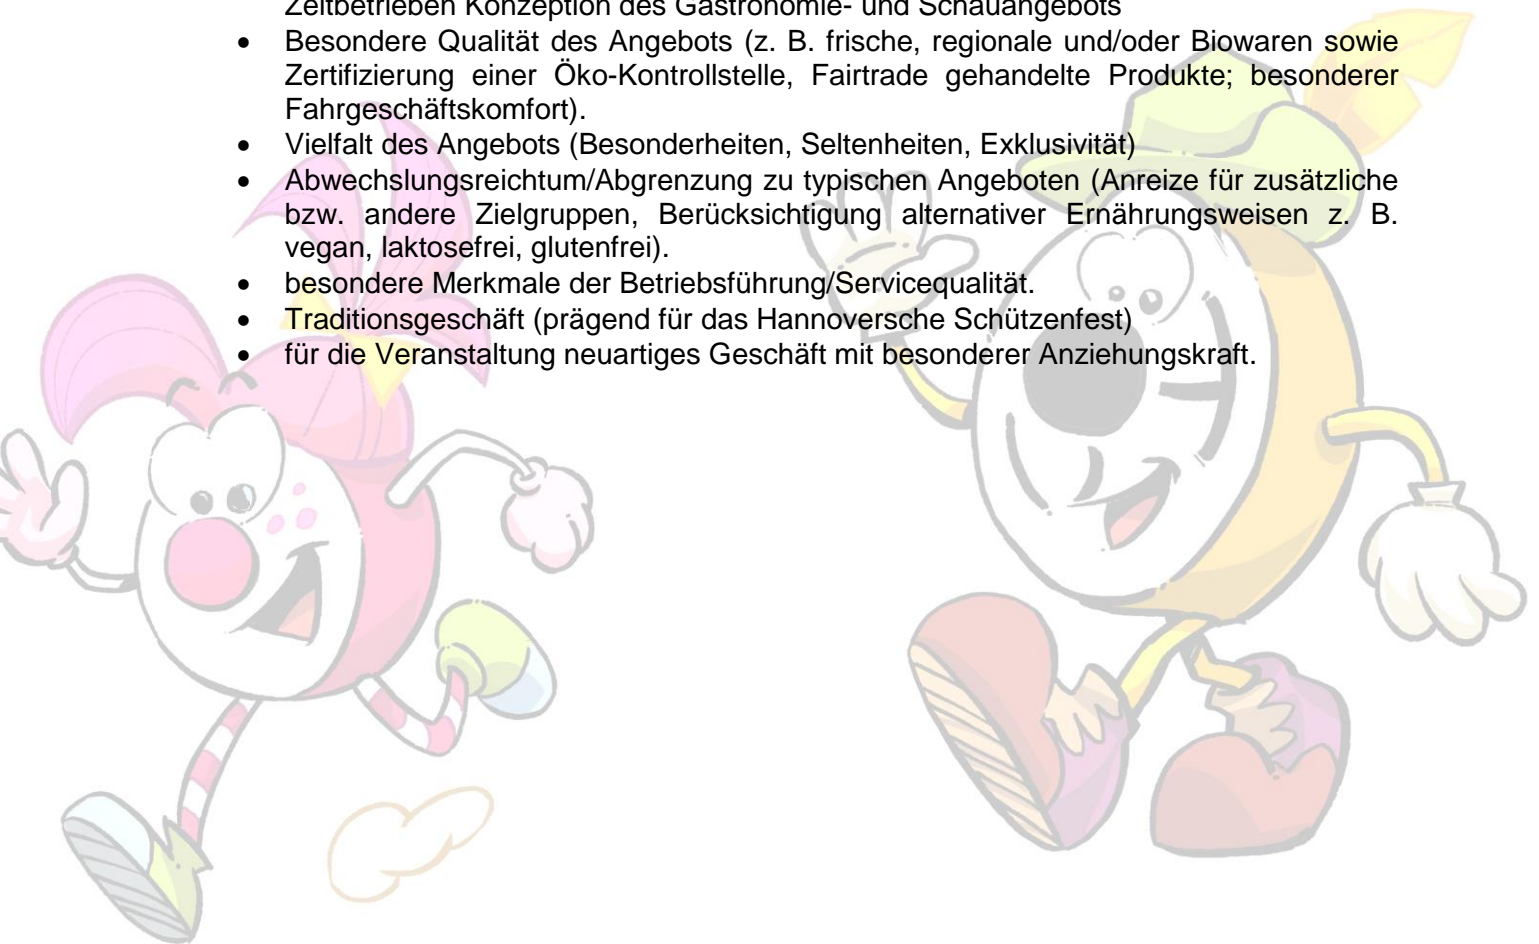 Zeltbetrieben Konzeption des Gastronomie- und Schauangebots
• Besondere Qualität des Angebots (z. B. frische, regionale und/oder Biowaren sowie
Zertifizierung einer Öko-Kontrollstelle, Fairtrade gehandelte Produkte; besonderer
Fahrgeschäftskomfort).
• Vielfalt des Angebots (Besonderheiten, Seltenheiten, Exklusivität)
• Abwechslungsreichtum/Abgrenzung zu typischen Angeboten (Anreize für zusätzliche
bzw. andere Zielgruppen, Berücksichtigung alternativer Ernährungsweisen z. B.
vegan, laktosefrei, glutenfrei).
• besondere Merkmale der Betriebsführung/Servicequalität.
• Traditionsgeschäft (prägend für das Hannoversche Schützenfest)
• für die Veranstaltung neuartiges Geschäft mit besonderer Anziehungskraft.